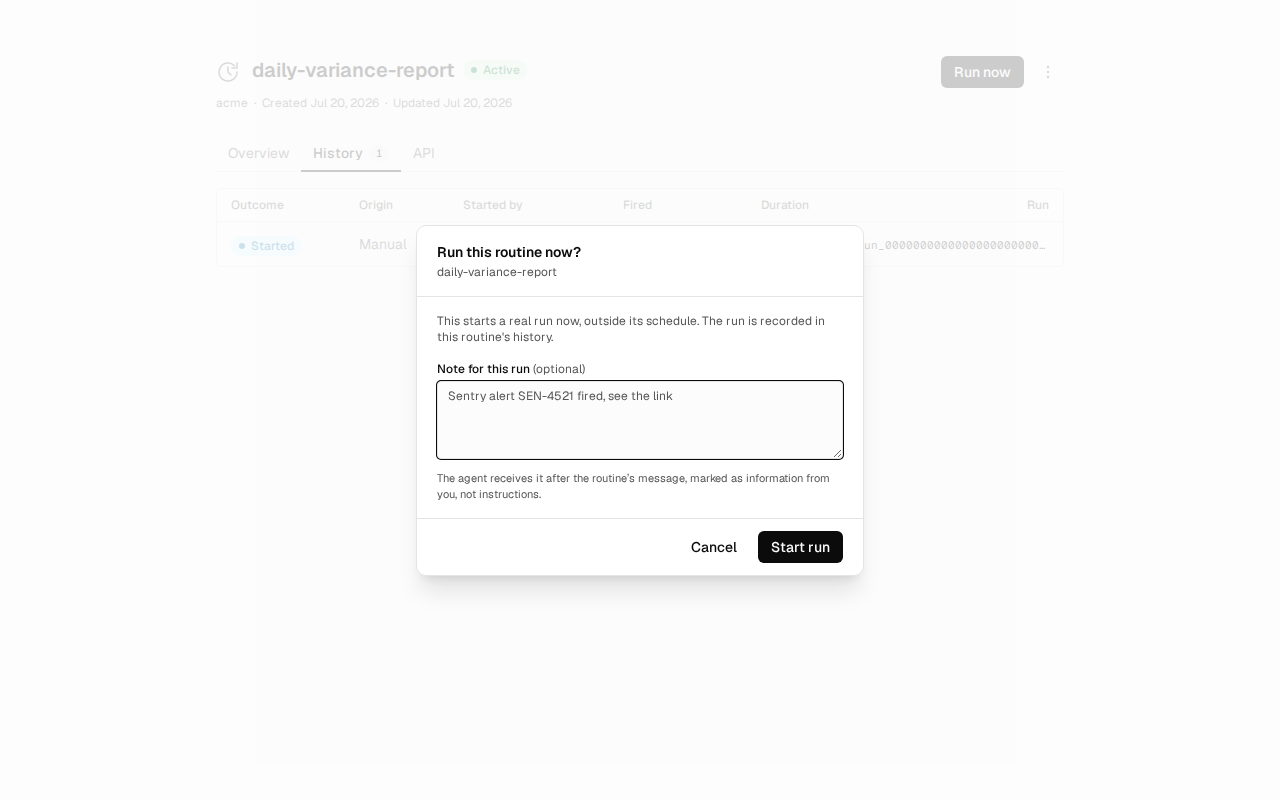 daily-variance-report
Active
Run now
acme · Created Jul 20, 2026 · Updated Jul 20, 2026
Overview
History 1
API
Outcome Origin Started by Fired Duration Run
Started Manual un_0000000000000000000000…
Run this routine now?
daily-variance-report
This starts a real run now, outside its schedule. The run is recorded in
this routine's history.
Note for this run (optional)
Sentry alert SEN-4521 fired, see the link
The agent receives it after the routine's message, marked as information from
you, not instructions.
Cancel
Start run